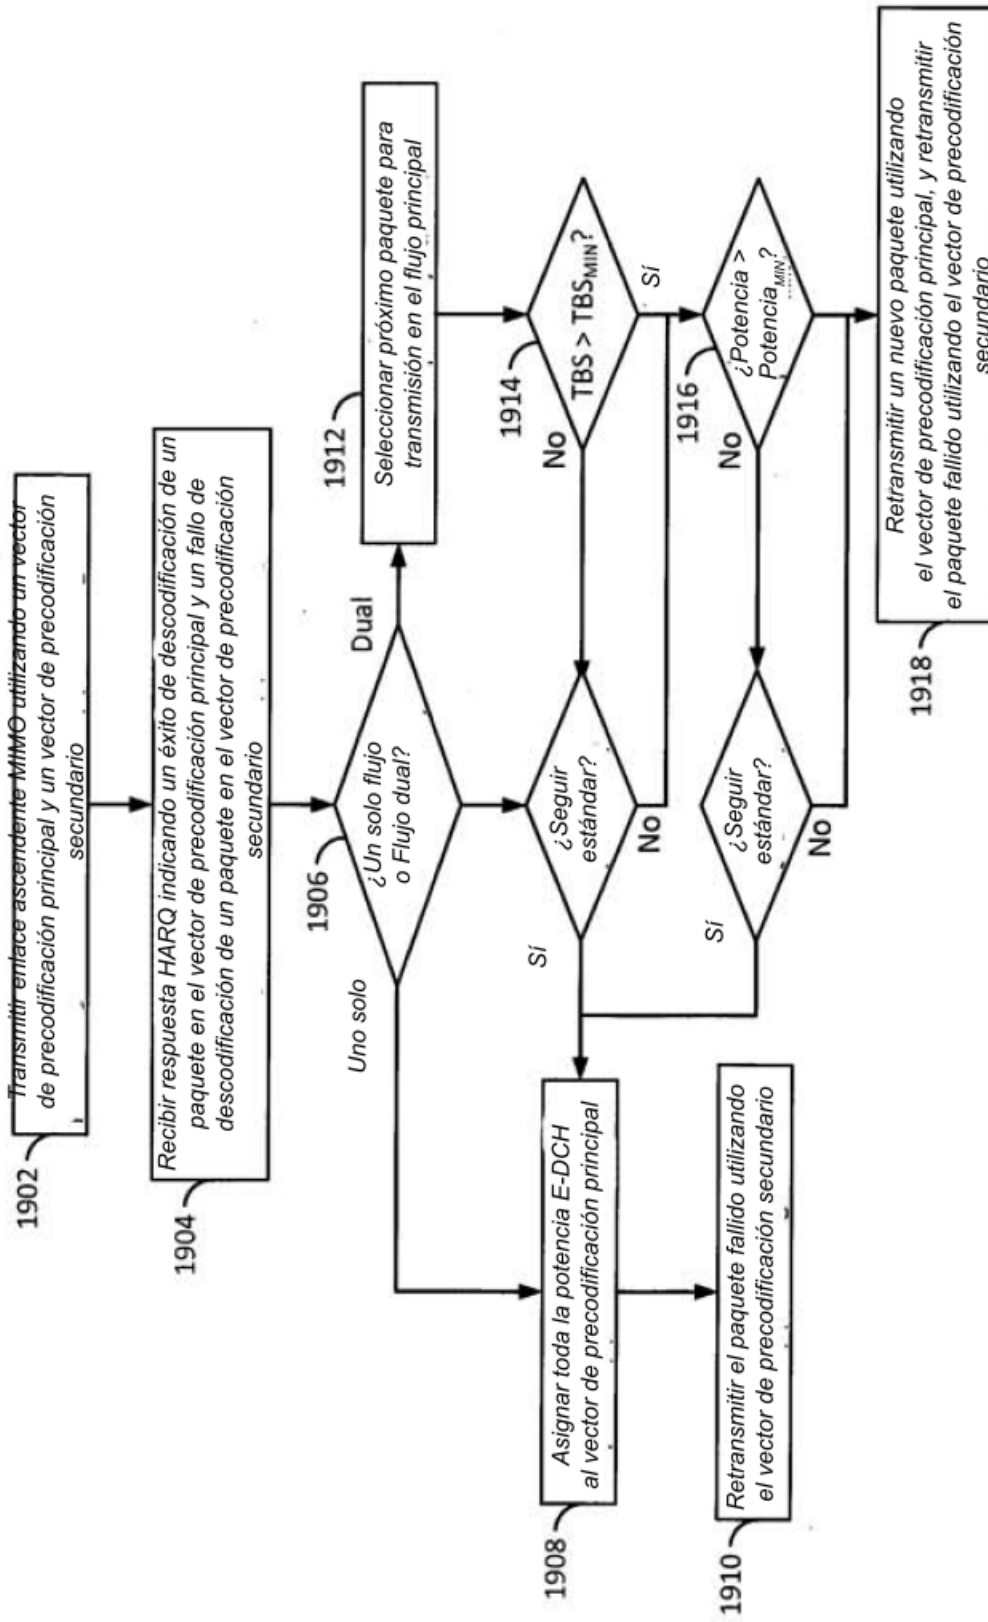 1902
Transmitir enlace ascendente MIMO utilizando un vector
de precodificación principal y un vector de precodificación
secundario
1904
Recibir respuesta HARQ indicando un éxito de descodificación de un
paquete en el vector de precodificación principal y un fallo de
descodificación de un paquete en el vector de precodificación
secundario
1906
¿Un solo flujo
o Flujo dual?
Uno solo
Dual
1912
Seleccionar próximo paquete para
transmisión en el flujo principal
1908
Asignar toda la potencia E-DCH
al vector de precodificación principal
Sí
¿Seguir
estándar?
No
No
1914
TBS > TBSMIN?
Sí
1910
Retransmitir el paquete fallido utilizando
el vector de precodificación secundario
Sí
¿Seguir
estándar?
No
No
1916
¿Potencia >
PotenciaMIN?
1918
Retransmitir un nuevo paquete utilizando
el vector de precodificación principal, y retransmitir
el paquete fallido utilizando el vector de precodificación
secundario